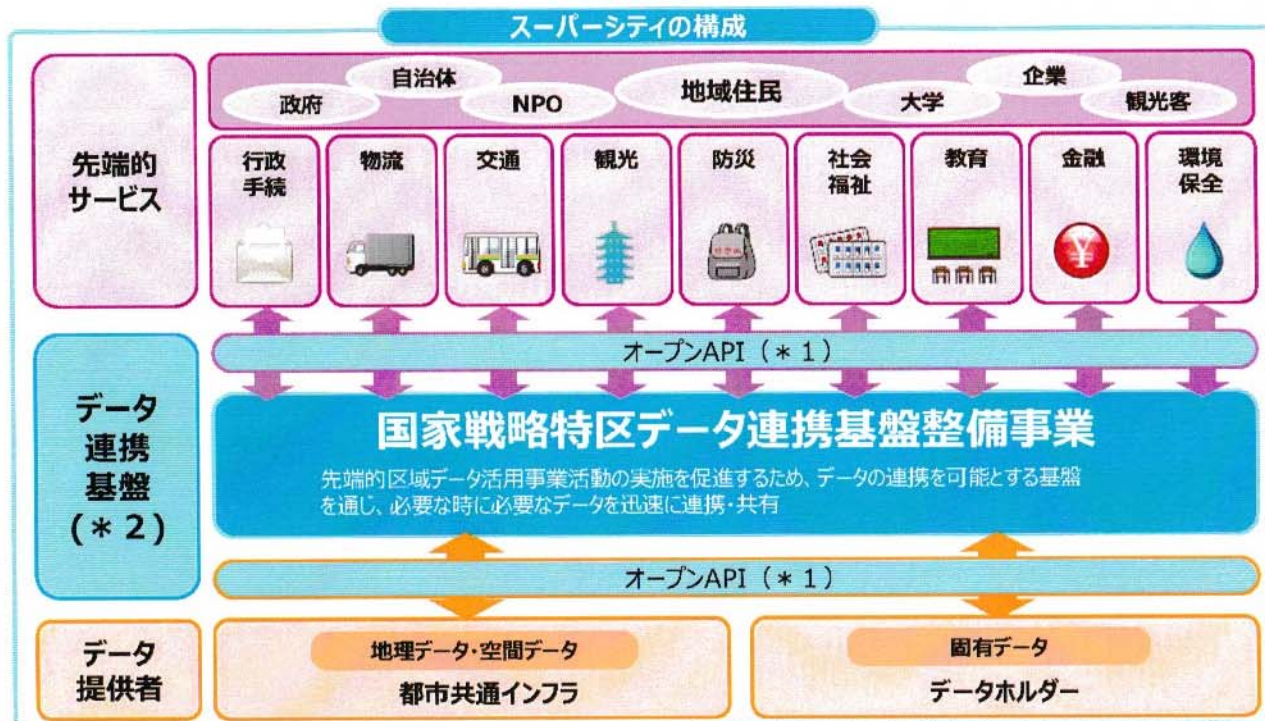 スーパーシティの構成
先端的
サービス
政府
自治体
NPO
地域住民
大学
企業
観光客
行政
手続
物流
交通
観光
防災
社会
福祉
教育
金融
環境
保全
¥
データ
連携
基盤
(＊2)
オープンAPI（＊1）
国家戦略特区データ連携基盤整備事業
先端的区域データ活用事業活動の実施を促進するため、データの連携を可能とする基盤
を通じ、必要な時に必要なデータを迅速に連携・共有
オープンAPI（＊1）
データ
提供者
地理データ・空間データ
都市共通インフラ
固有データ
データホルダー